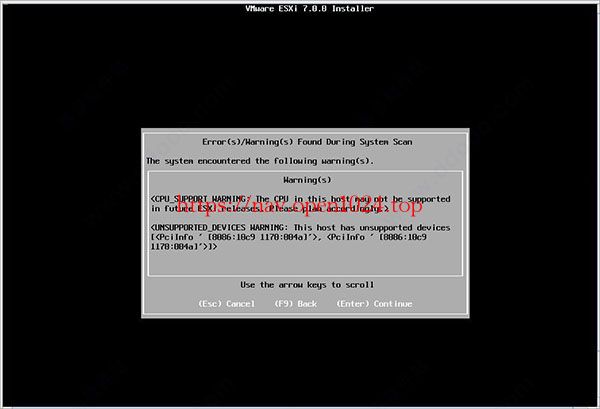 VMware ESXi 7.0.0 Installer
Error(s)/Warning(s) Found During System Scan
The system encountered the following warning(s).
Warning(s)
<CPU_SUPPORT WARNING: The CPU in this host may not be supported
in future ESXi releases. Please plan accordingly.>
https://nav.open1024.top
<UNSUPPORTED_DEVICES WARNING: This host has unsupported devices
[<PciInfo ' [8086:10c9 1170:004a]'>, <PciInfo ' [8086:10c9
1170:004a]'>]>
Use the arrow keys to scroll
(Esc) Cancel (F9) Back (Enter) Continue